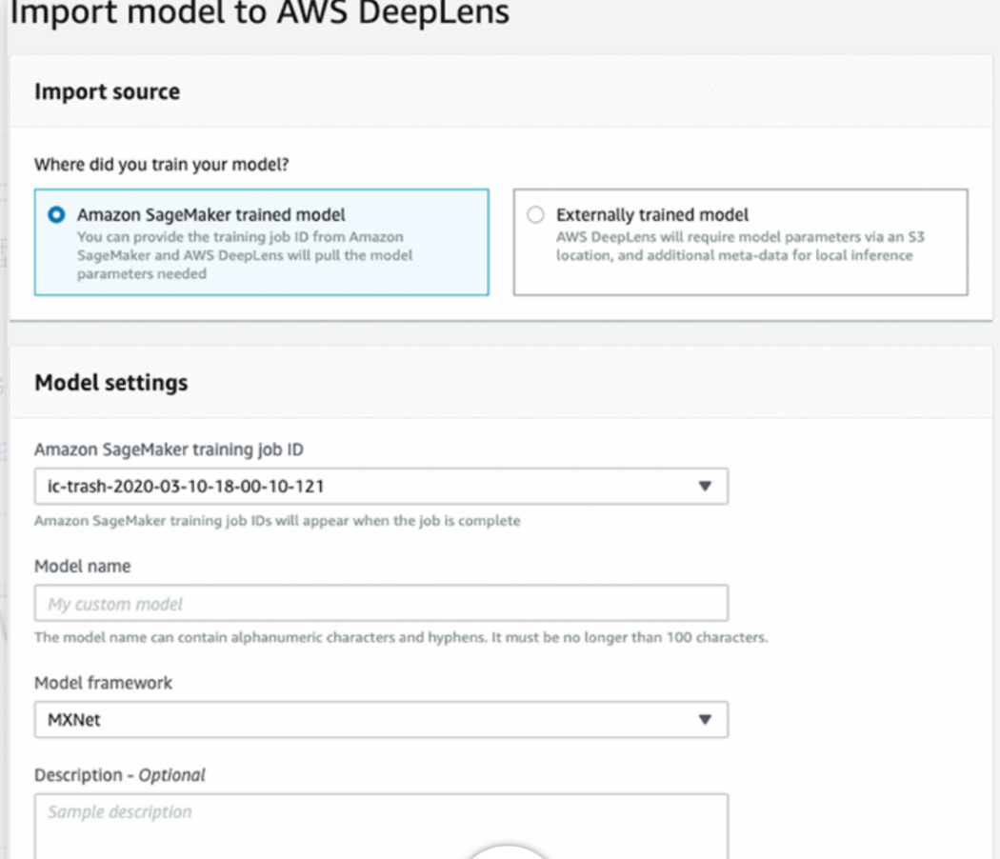 Import model to AWS DeepLens
Import source
Where did you train your model?
Amazon SageMaker trained model
You can provide the training job ID from Amazon
SageMaker and AWS DeepLens will pull the model
parameters needed
Externally trained model
AWS DeepLens will require model parameters via an S3
location, and additional meta-data for local inference
Model settings
Amazon SageMaker training job ID
ic-trash-2020-03-10-18-00-10-121
Amazon SageMaker training job IDs will appear when the job is complete
Model name
My custom model
The model name can contain alphanumeric characters and hyphens. It must be no longer than 100 characters.
Model framework
MXNet
Description - Optional
Sample description